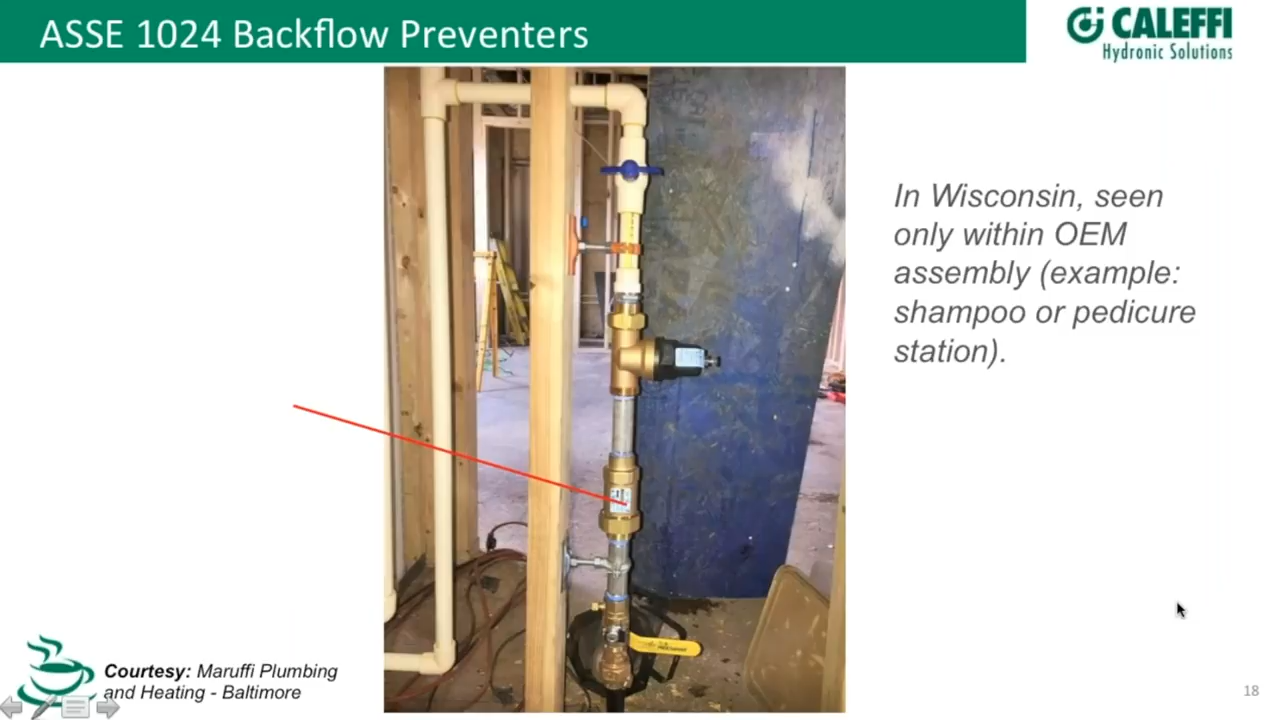 ASSE 1024 Backflow Preventers
CALEFFI
Hydronic Solutions
In Wisconsin, seen
only within OEM
assembly (example:
shampoo or pedicure
station).
Courtesy: Maruffi Plumbing
and Heating - Baltimore
18